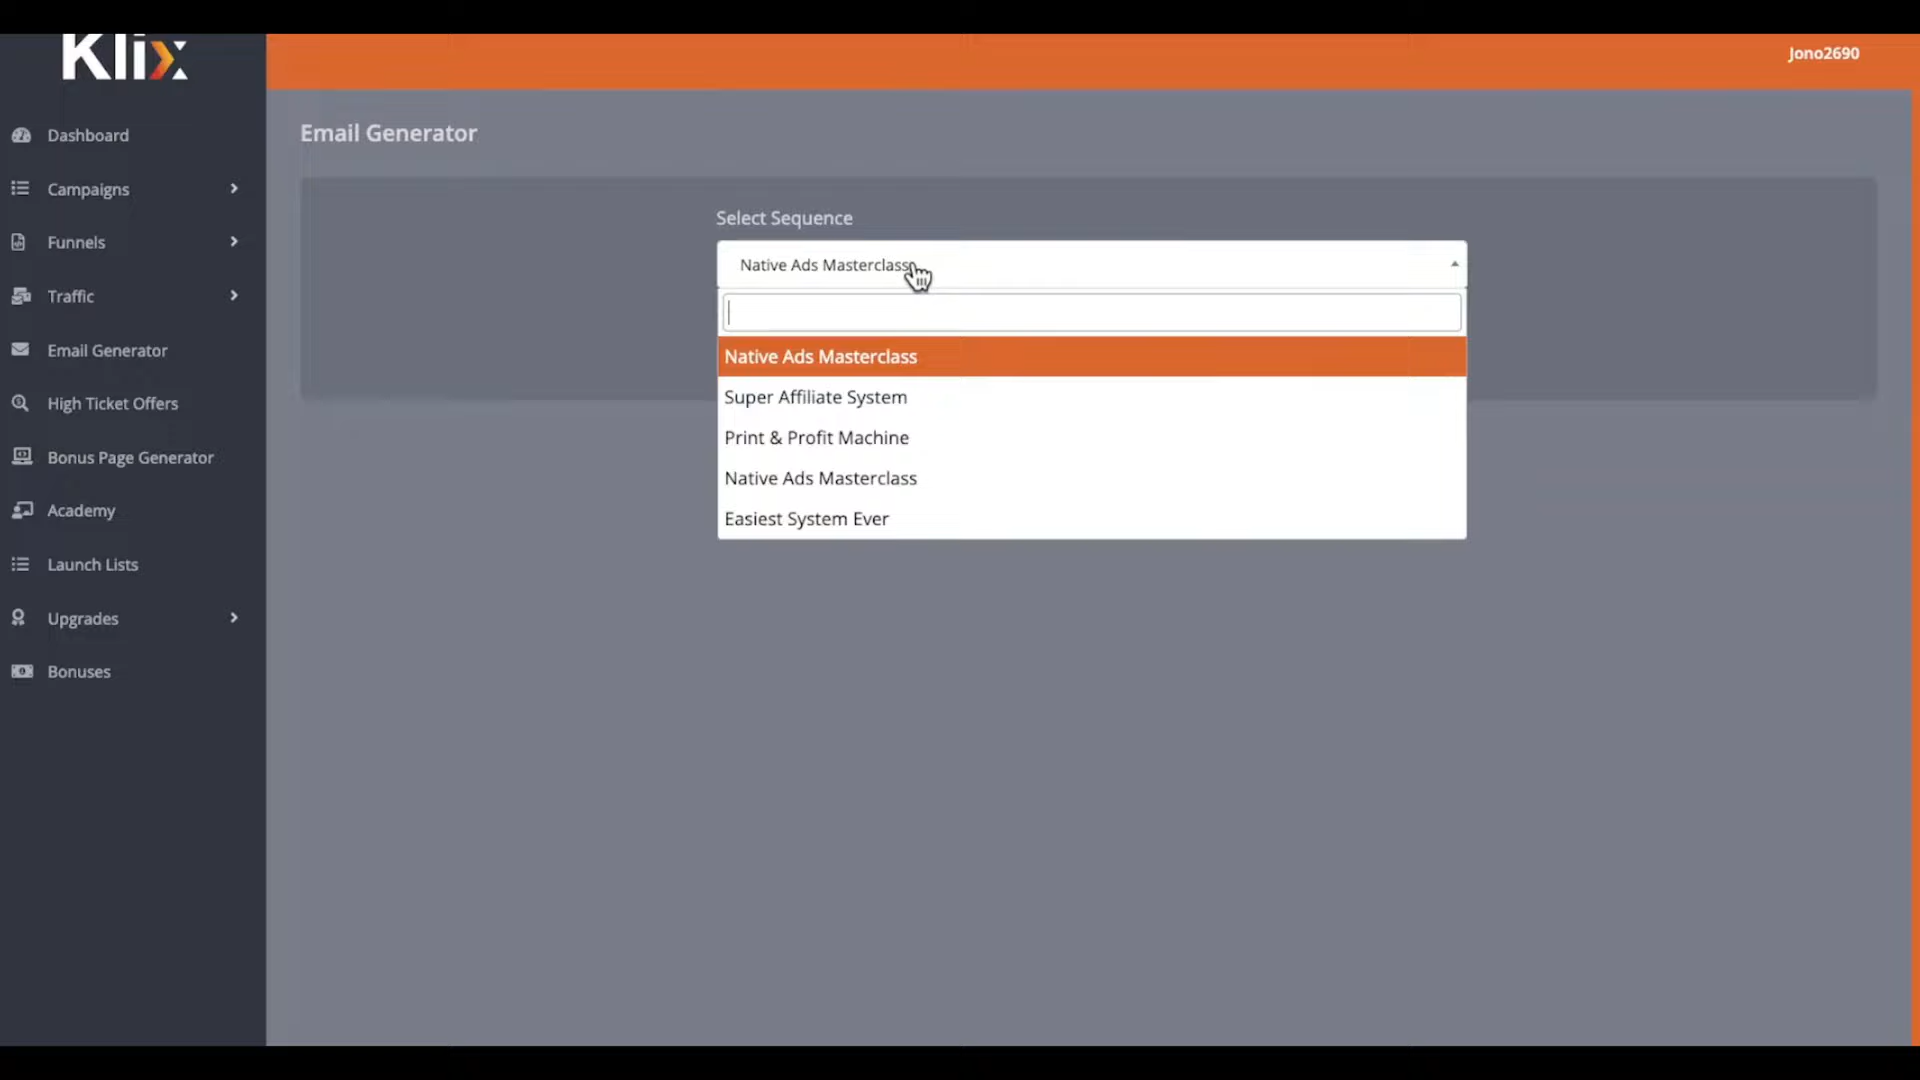 Klix
Jono2690
Dashboard
Campaigns
Funnels
Traffic
Email Generator
High Ticket Offers
Bonus Page Generator
Academy
Launch Lists
Upgrades
Bonuses
Email Generator
Select Sequence
Native Ads Masterclass
Native Ads Masterclass
Super Affiliate System
Print & Profit Machine
Native Ads Masterclass
Easiest System Ever